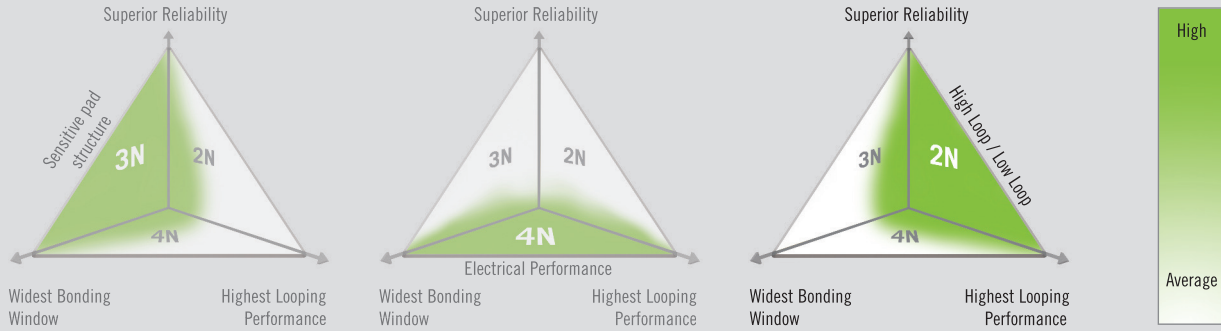 Superior Reliability
Sensitive pad
structure
3N
2N
4N
Widest Bonding
Window
Highest Looping
Performance
Superior Reliability
3N
2N
4N
Electrical Performance
Widest Bonding
Window
Highest Looping
Performance
Superior Reliability
High Loop / Low Loop
3N
2N
4N
Widest Bonding
Window
Highest Looping
Performance
High
Average